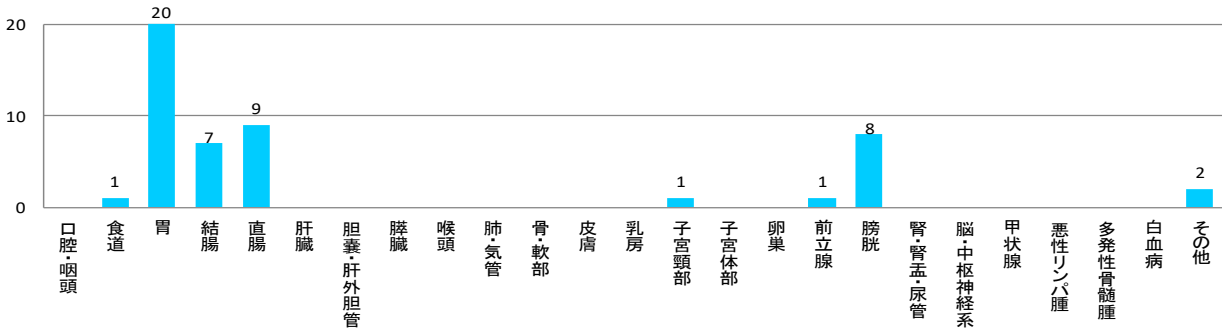 20
10
0
1
20
7
9
1
1
8
2
口腔・咽頭
食道
胃
結腸
直腸
肝臓
胆嚢・肝外胆管
膵臓
喉頭
肺・気管
骨・軟部
皮膚
乳房
子宮頸部
子宮体部
卵巣
前立腺
膀胱
腎・腎盂・尿管
脳・中枢神経系
甲状腺
悪性リンパ腫
多発性骨髄腫
白血病
その他